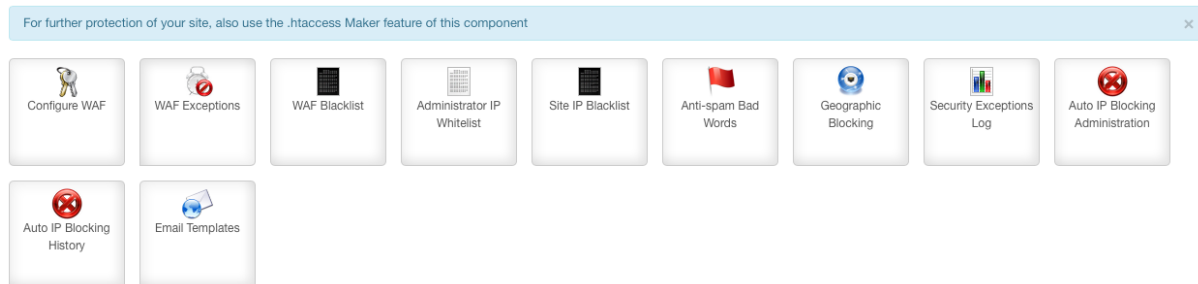 For further protection of your site, also use the .htaccess Maker feature of this component ×
Configure WAF
WAF Exceptions
WAF Blacklist
Administrator IP
Whitelist
Site IP Blacklist
Anti-spam Bad
Words
Geographic
Blocking
Security Exceptions
Log
Auto IP Blocking
Administration
Auto IP Blocking
History
Email Templates